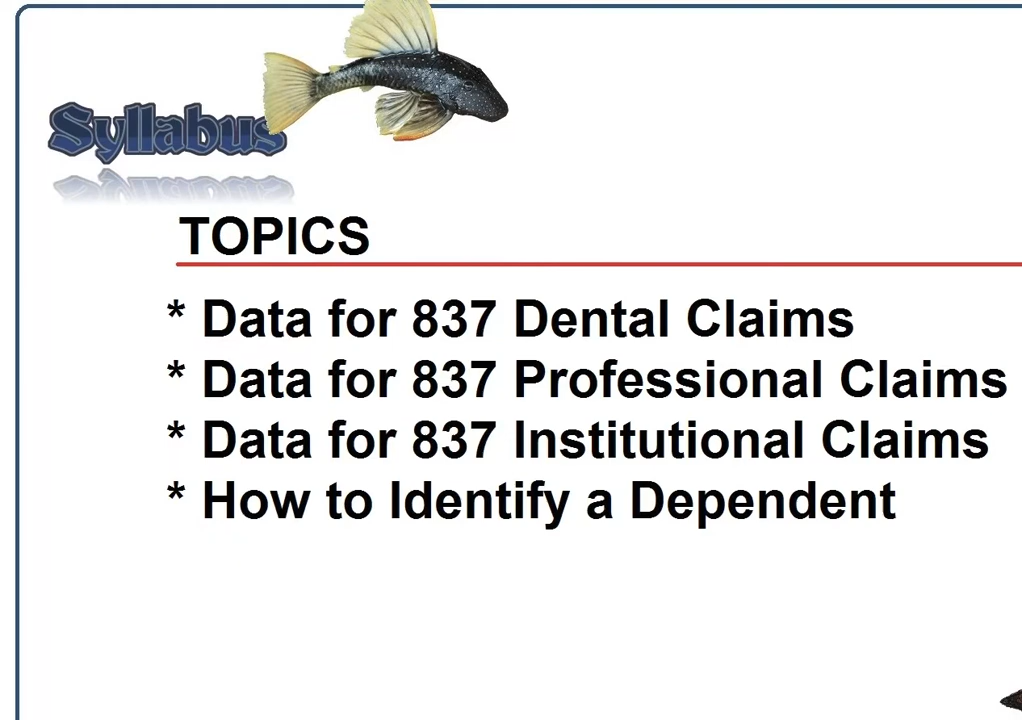 Syllabus
TOPICS
* Data for 837 Dental Claims
* Data for 837 Professional Claims
* Data for 837 Institutional Claims
* How to Identify a Dependent